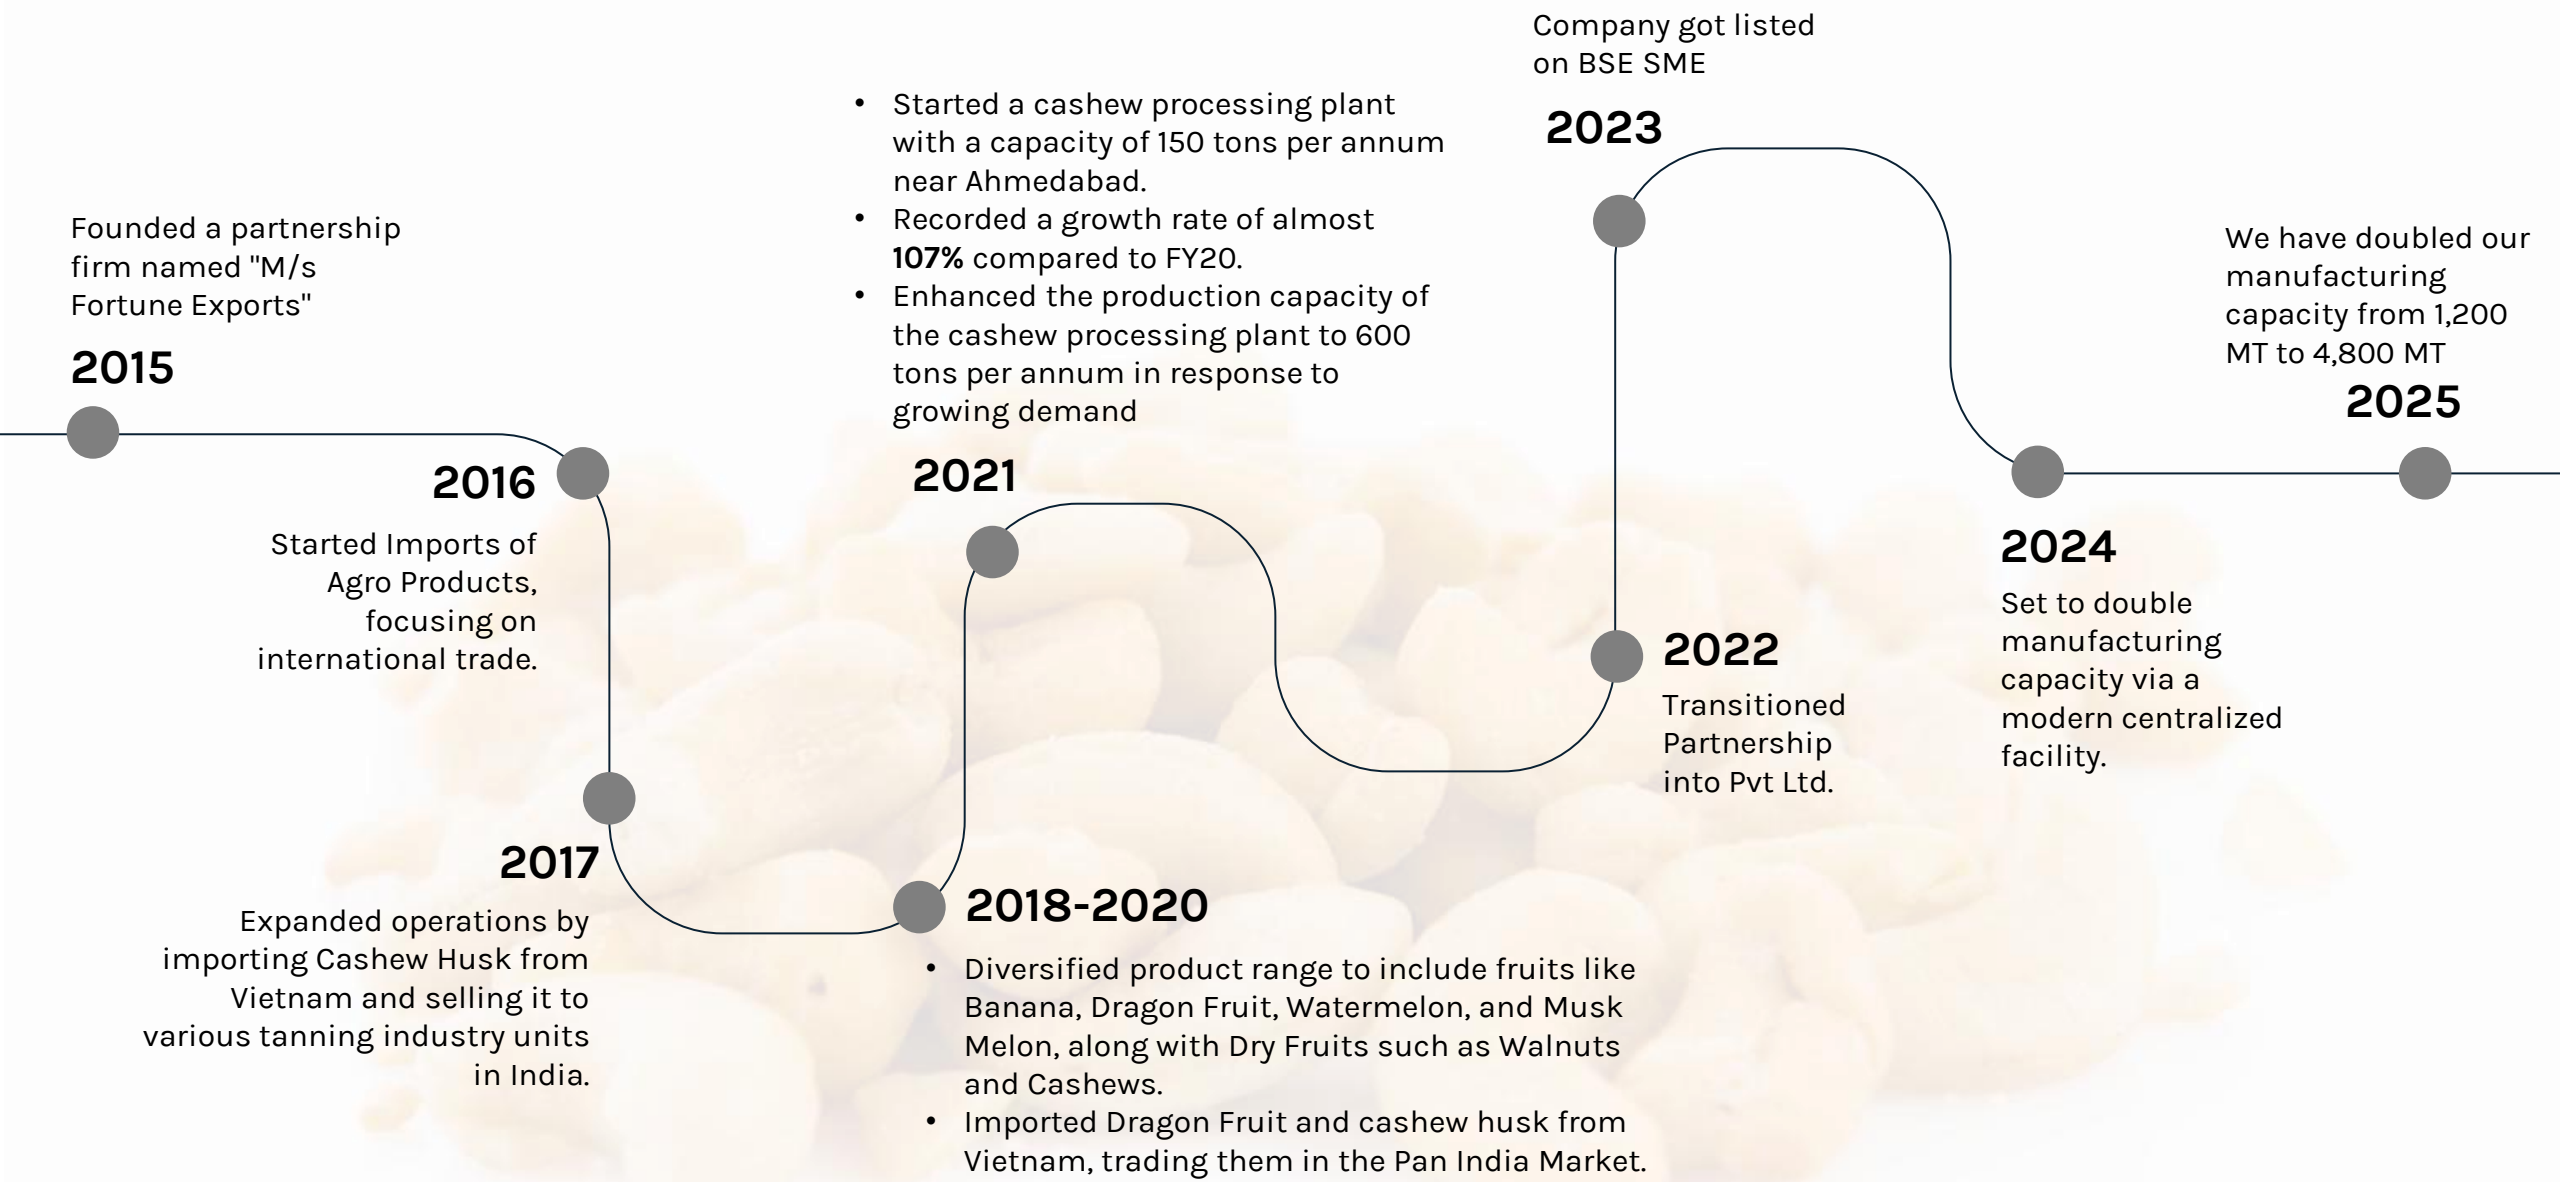 Founded a partnership
firm named "M/s
Fortune Exports"
2015
2016
Started Imports of
Agro Products,
focusing on
international trade.
2017
Expanded operations by
importing Cashew Husk from
Vietnam and selling it to
various tanning industry units
in India.
2018-2020
• Diversified product range to include fruits like
Banana, Dragon Fruit, Watermelon, and Musk
Melon, along with Dry Fruits such as Walnuts
and Cashews.
• Imported Dragon Fruit and cashew husk from
Vietnam, trading them in the Pan India Market.
• Started a cashew processing plant
with a capacity of 150 tons per annum
near Ahmedabad.
• Recorded a growth rate of almost
107% compared to FY20.
• Enhanced the production capacity of
the cashew processing plant to 600
tons per annum in response to
growing demand
2021
2022
Transitioned
Partnership
into Pvt Ltd.
Company got listed
on BSE SME
2023
2024
Set to double
manufacturing
capacity via a
modern centralized
facility.
We have doubled our
manufacturing
capacity from 1,200
MT to 4,800 MT
2025